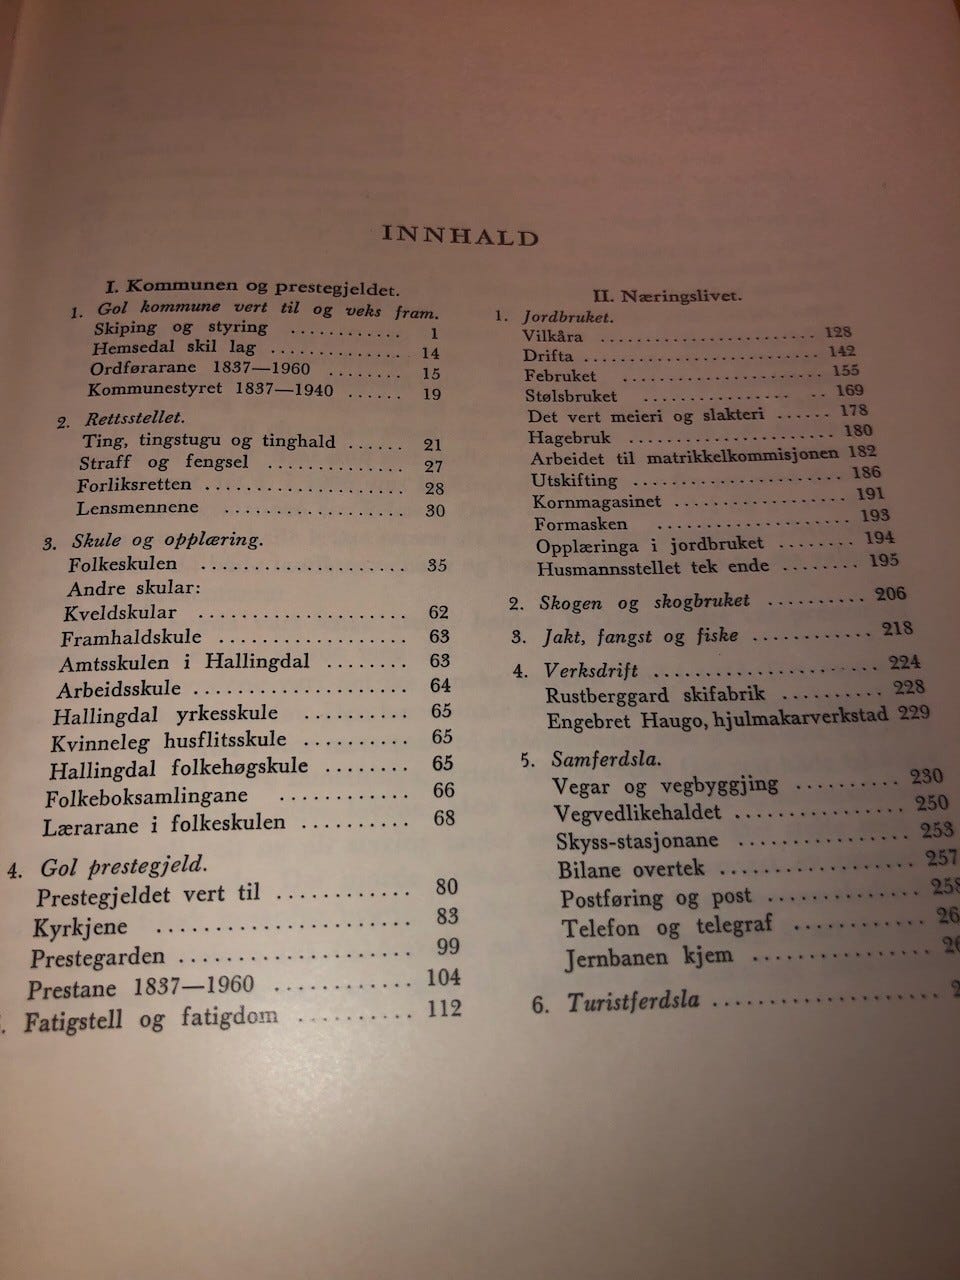 INNHALD
I. Kommunen og prestegjeldet.
1. Gol kommune vert til og veks fram.
Skiping og styring ............ 1
Hemsedal skil lag ............. 14
Ordførarane 1837—1960 ........ 15
Kommunestyret 1837—1940 ...... 19
2. Rettsstellet.
Ting, tingstugu og tinghald ...... 21
Straff og fengsel .............. 27
Forliksretten .................... 28
Lensmennene .................. 30
3. Skule og opplæring.
Folkeskulen .................... 35
Andre skular:
Kveldskular .................... 62
Framhaldskule .................. 63
Amtsskulen i Hallingdal ........ 63
Arbeidsskule .................... 64
Hallingdal yrkesskule .......... 65
Kvinneleg husflitsskule .......... 65
Hallingdal folkehøgskule ........ 65
Folkeboksamlingane ............ 66
Lærarane i folkeskulen .......... 68
4. Gol prestegjeld.
Prestegjeldet vert til ............ 80
Kyrkjene ...................... 83
Prestegarden .................... 99
Prestane 1837—1960 ............ 104
. Fatigstell og fatigdom .......... 112
II. Næringslivet.
1. Jordbruket.
Vilkåra ........................ 128
Drifta .......................... 142
Februket .................... 155
Stølsbruket ................ .. 169
Det vert meieri og slakteri ...... 178
Hagebruk .................... 180
Arbeidet til matrikkelkommisjonen 182
Utskifting .................... 186
Kornmagasinet ................ 191
Formasken .................. 193
Opplæringa i jordbruket ........ 194
Husmannsstellet tek ende ........ 195
2. Skogen og skogbruket .......... 206
3. Jakt, fangst og fiske ............ 218
4. Verksdrift ...................... 224
Rustberggard skifabrik .......... 228
Engebret Haugo, hjulmakarverkstad 229
5. Samferdsla.
Vegar og vegbyggjing .......... 230
Vegvedlikehaldet ................ 250
Skyss-stasjonane .............. 253
Bilane overtek .................. 257
Postføring og post .............. 258
Telefon og telegraf ............
Jernbanen kjem ................
6. Turistferdsla ....................